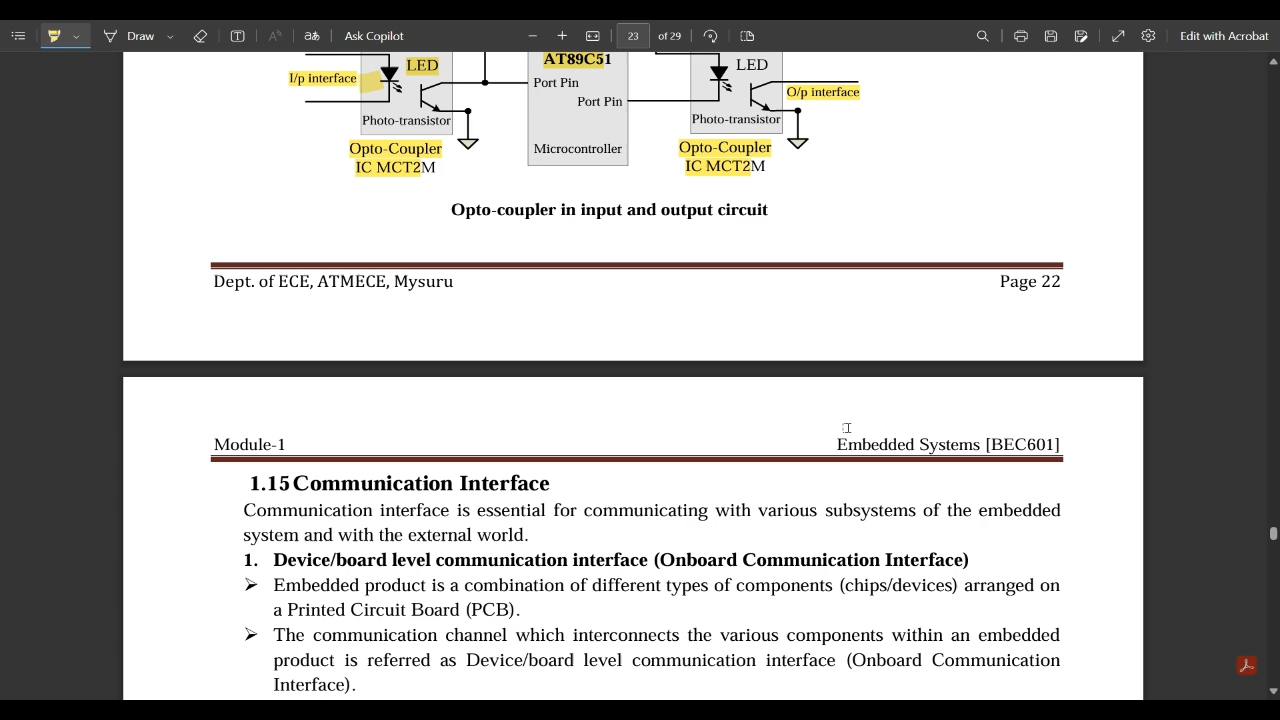 Draw
Ask Copilot
23 of 29
Edit with Acrobat
LED
AT89C51
LED
I/p interface
Port Pin
O/p interface
Port Pin
Photo-transistor
Photo-transistor
Opto-Coupler
Microcontroller
Opto-Coupler
IC MCT2M
IC MCT2M
Opto-coupler in input and output circuit
Dept. of ECE, ATMECE, Mysuru Page 22
Module-1 Embedded Systems [BEC601]
1.15 Communication Interface
Communication interface is essential for communicating with various subsystems of the embedded
system and with the external world.
1. Device/board level communication interface (Onboard Communication Interface)
➢ Embedded product is a combination of different types of components (chips/devices) arranged on
a Printed Circuit Board (PCB).
➢ The communication channel which interconnects the various components within an embedded
product is referred as Device/board level communication interface (Onboard Communication
Interface).